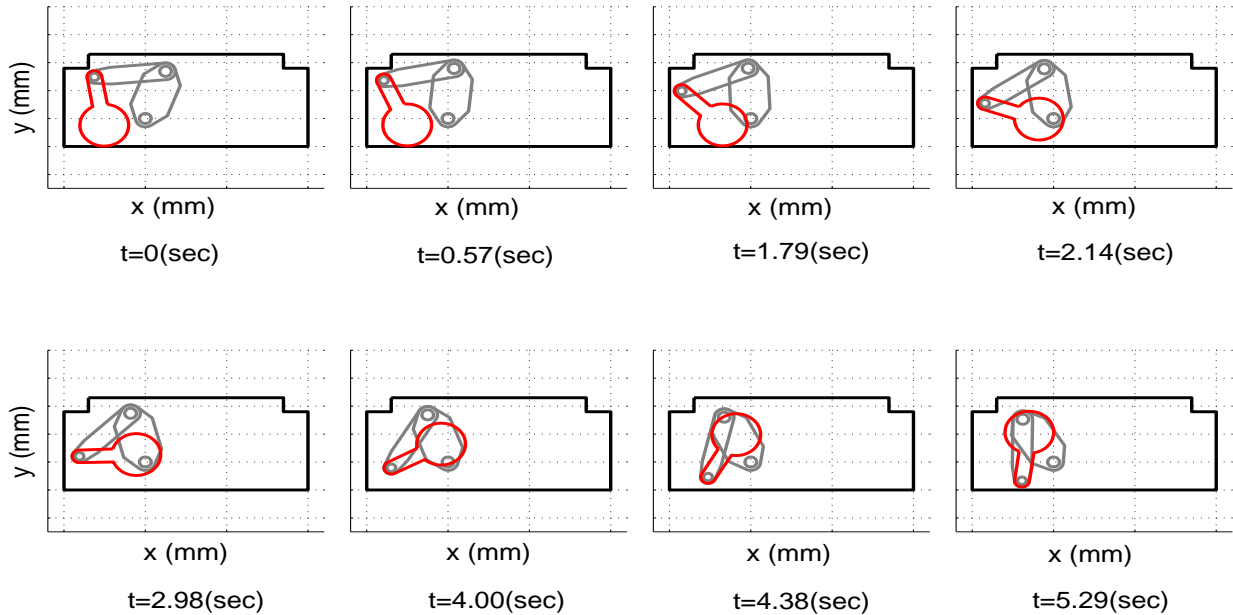 y (mm)
x (mm) x (mm) x (mm) x (mm)
t=0(sec) t=0.57(sec) t=1.79(sec) t=2.14(sec)
y (mm)
x (mm) x (mm) x (mm) x (mm)
t=2.98(sec) t=4.00(sec) t=4.38(sec) t=5.29(sec)